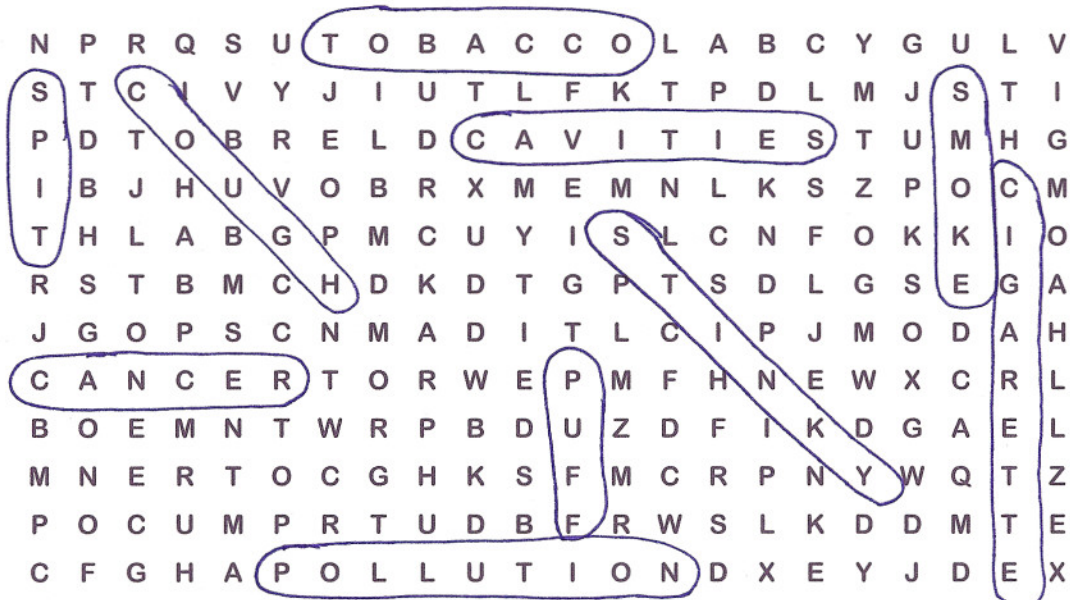 N P R Q S U T O B A C C O L A B C Y G U L V
S T C I V Y J I U T L F K T P D L M J S T I
P D T O B R E L D C A V I T I E S T U M H G
I B J H U V O B R X M E M N L K S Z P O C M
T H L A B G P M C U Y I S L C N F O K K I O
R S T B M C H D K D T G P T S D L G S E G A
J G O P S C N M A D I T L C I P J M O D A H
C A N C E R T O R W E P M F H N E W X C R L
B O E M N T W R P B D U Z D F I K D G A E L
M N E R T O C G H K S F M C R P N Y W Q T Z
P O C U M P R T U D B F R W S L K D D M T E
C F G H A P O L L U T I O N D X E Y J D E X